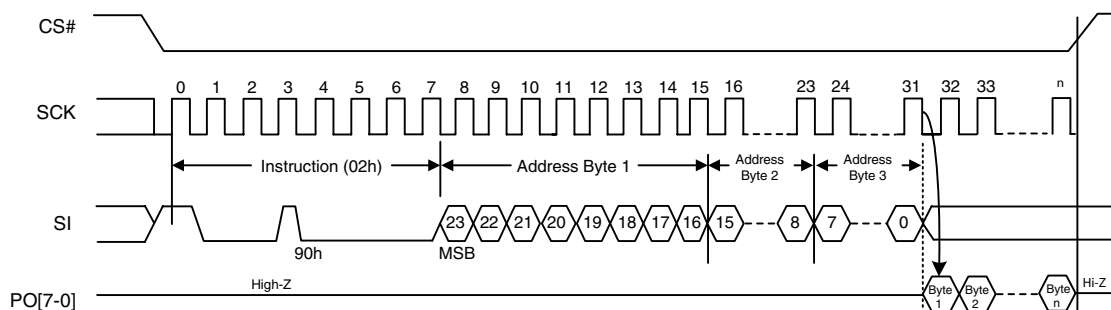 CS#
SCK
0 1 2 3 4 5 6 7 8 9 10 11 12 13 14 15 16 23 24 31 32 33 n
Instruction (02h) Address Byte 1 Address Byte 2 Address Byte 3
SI
23 22 21 20 19 18 17 16 15 8 7 0
90h MSB
PO[7-0]
High-Z Byte 1 Byte 2 Byte n Hi-Z